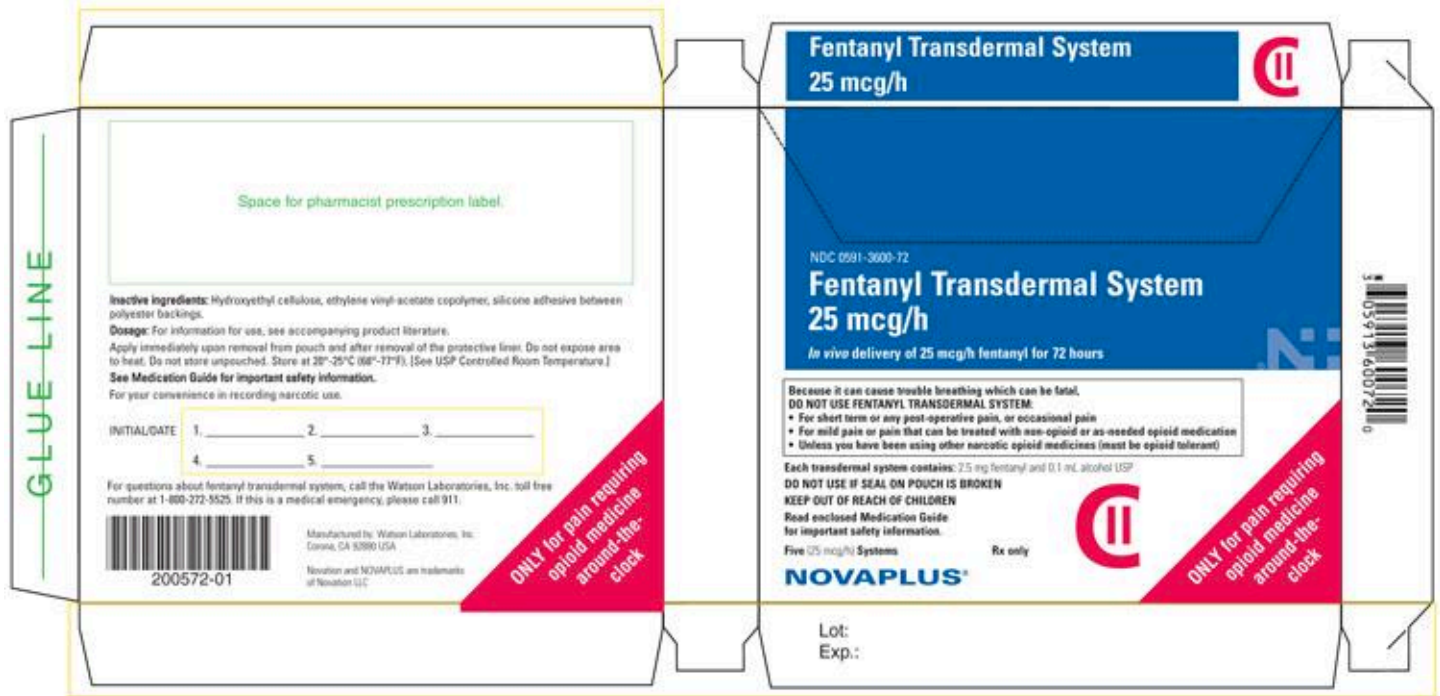 Fentanyl Transdermal System
25 mcg/h
CII
GLUE LINE
Space for pharmacist prescription label.
Inactive ingredients: Hydroxyethyl cellulose, ethylene vinyl-acetate copolymer, silicone adhesive between
polyester backings.
Dosage: For information for use, see accompanying product literature.
Apply immediately upon removal from pouch and after removal of the protective liner. Do not expose area
to heat. Do not store unpouched. Store at 20°-25°C (68°-77°F). [See USP Controlled Room Temperature.]
See Medication Guide for important safety information.
For your convenience in recording narcotic use.
INITIAL/DATE 1. 2. 3.
4. 5.
For questions about fentanyl transdermal system, call the Watson Laboratories, Inc. toll free
number at 1-800-272-5525. If this is a medical emergency, please call 911.
200572-01
Manufactured by: Watson Laboratories, Inc.
Corona, CA 92880 USA
Novation and NOVAPLUS are trademarks
of Novation LLC
ONLY for pain requiring
opioid medicine
around-the-
clock
NDC 0591-3600-72
Fentanyl Transdermal System
25 mcg/h
In vivo delivery of 25 mcg/h fentanyl for 72 hours
N+
Because it can cause trouble breathing which can be fatal,
DO NOT USE FENTANYL TRANSDERMAL SYSTEM:
• For short term or any post-operative pain, or occasional pain
• For mild pain or pain that can be treated with non-opioid or as-needed opioid medication
• Unless you have been using other narcotic opioid medicines (must be opioid tolerant)
Each transdermal system contains: 2.5 mg fentanyl and 0.1 mL alcohol USP
DO NOT USE IF SEAL ON POUCH IS BROKEN
KEEP OUT OF REACH OF CHILDREN
Read enclosed Medication Guide
for important safety information.
Five (25 mcg/h) Systems Rx only
NOVAPLUS®
CII
ONLY for pain requiring
opioid medicine
around-the-
clock
3 0591360072 0
Lot:
Exp.: